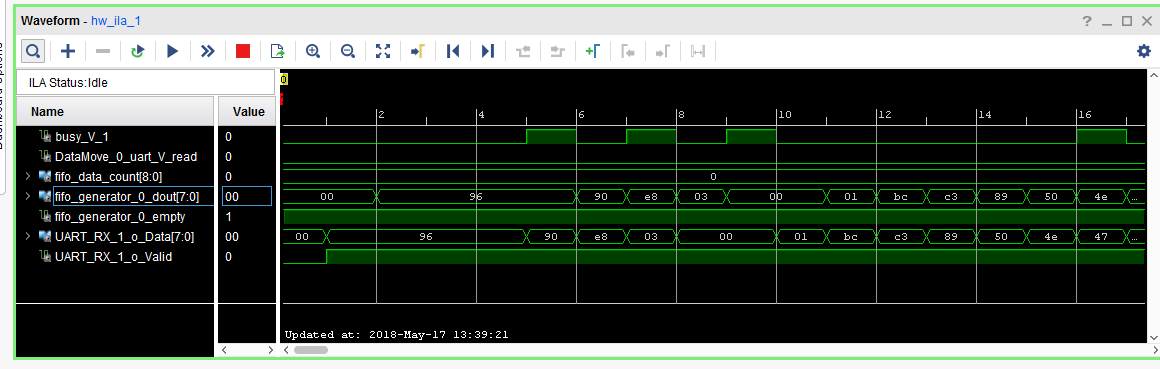 Waveform - hw_ila_1
ILA Status:Idle
Name Value
0
2 4 6 8 10 12 14 16
busy_V_1 0
DataMove_0_uart_V_read 0
fifo_data_count[8:0] 0 0
fifo_generator_0_dout[7:0] 00 00 96 90 e8 03 00 01 bc c3 89 50 4e ...
fifo_generator_0_empty 1
UART_RX_1_o_Data[7:0] 00 00 96 90 e8 03 00 01 bc c3 89 50 4e 47 ...
UART_RX_1_o_Valid 0
Updated at: 2018-May-17 13:39:21